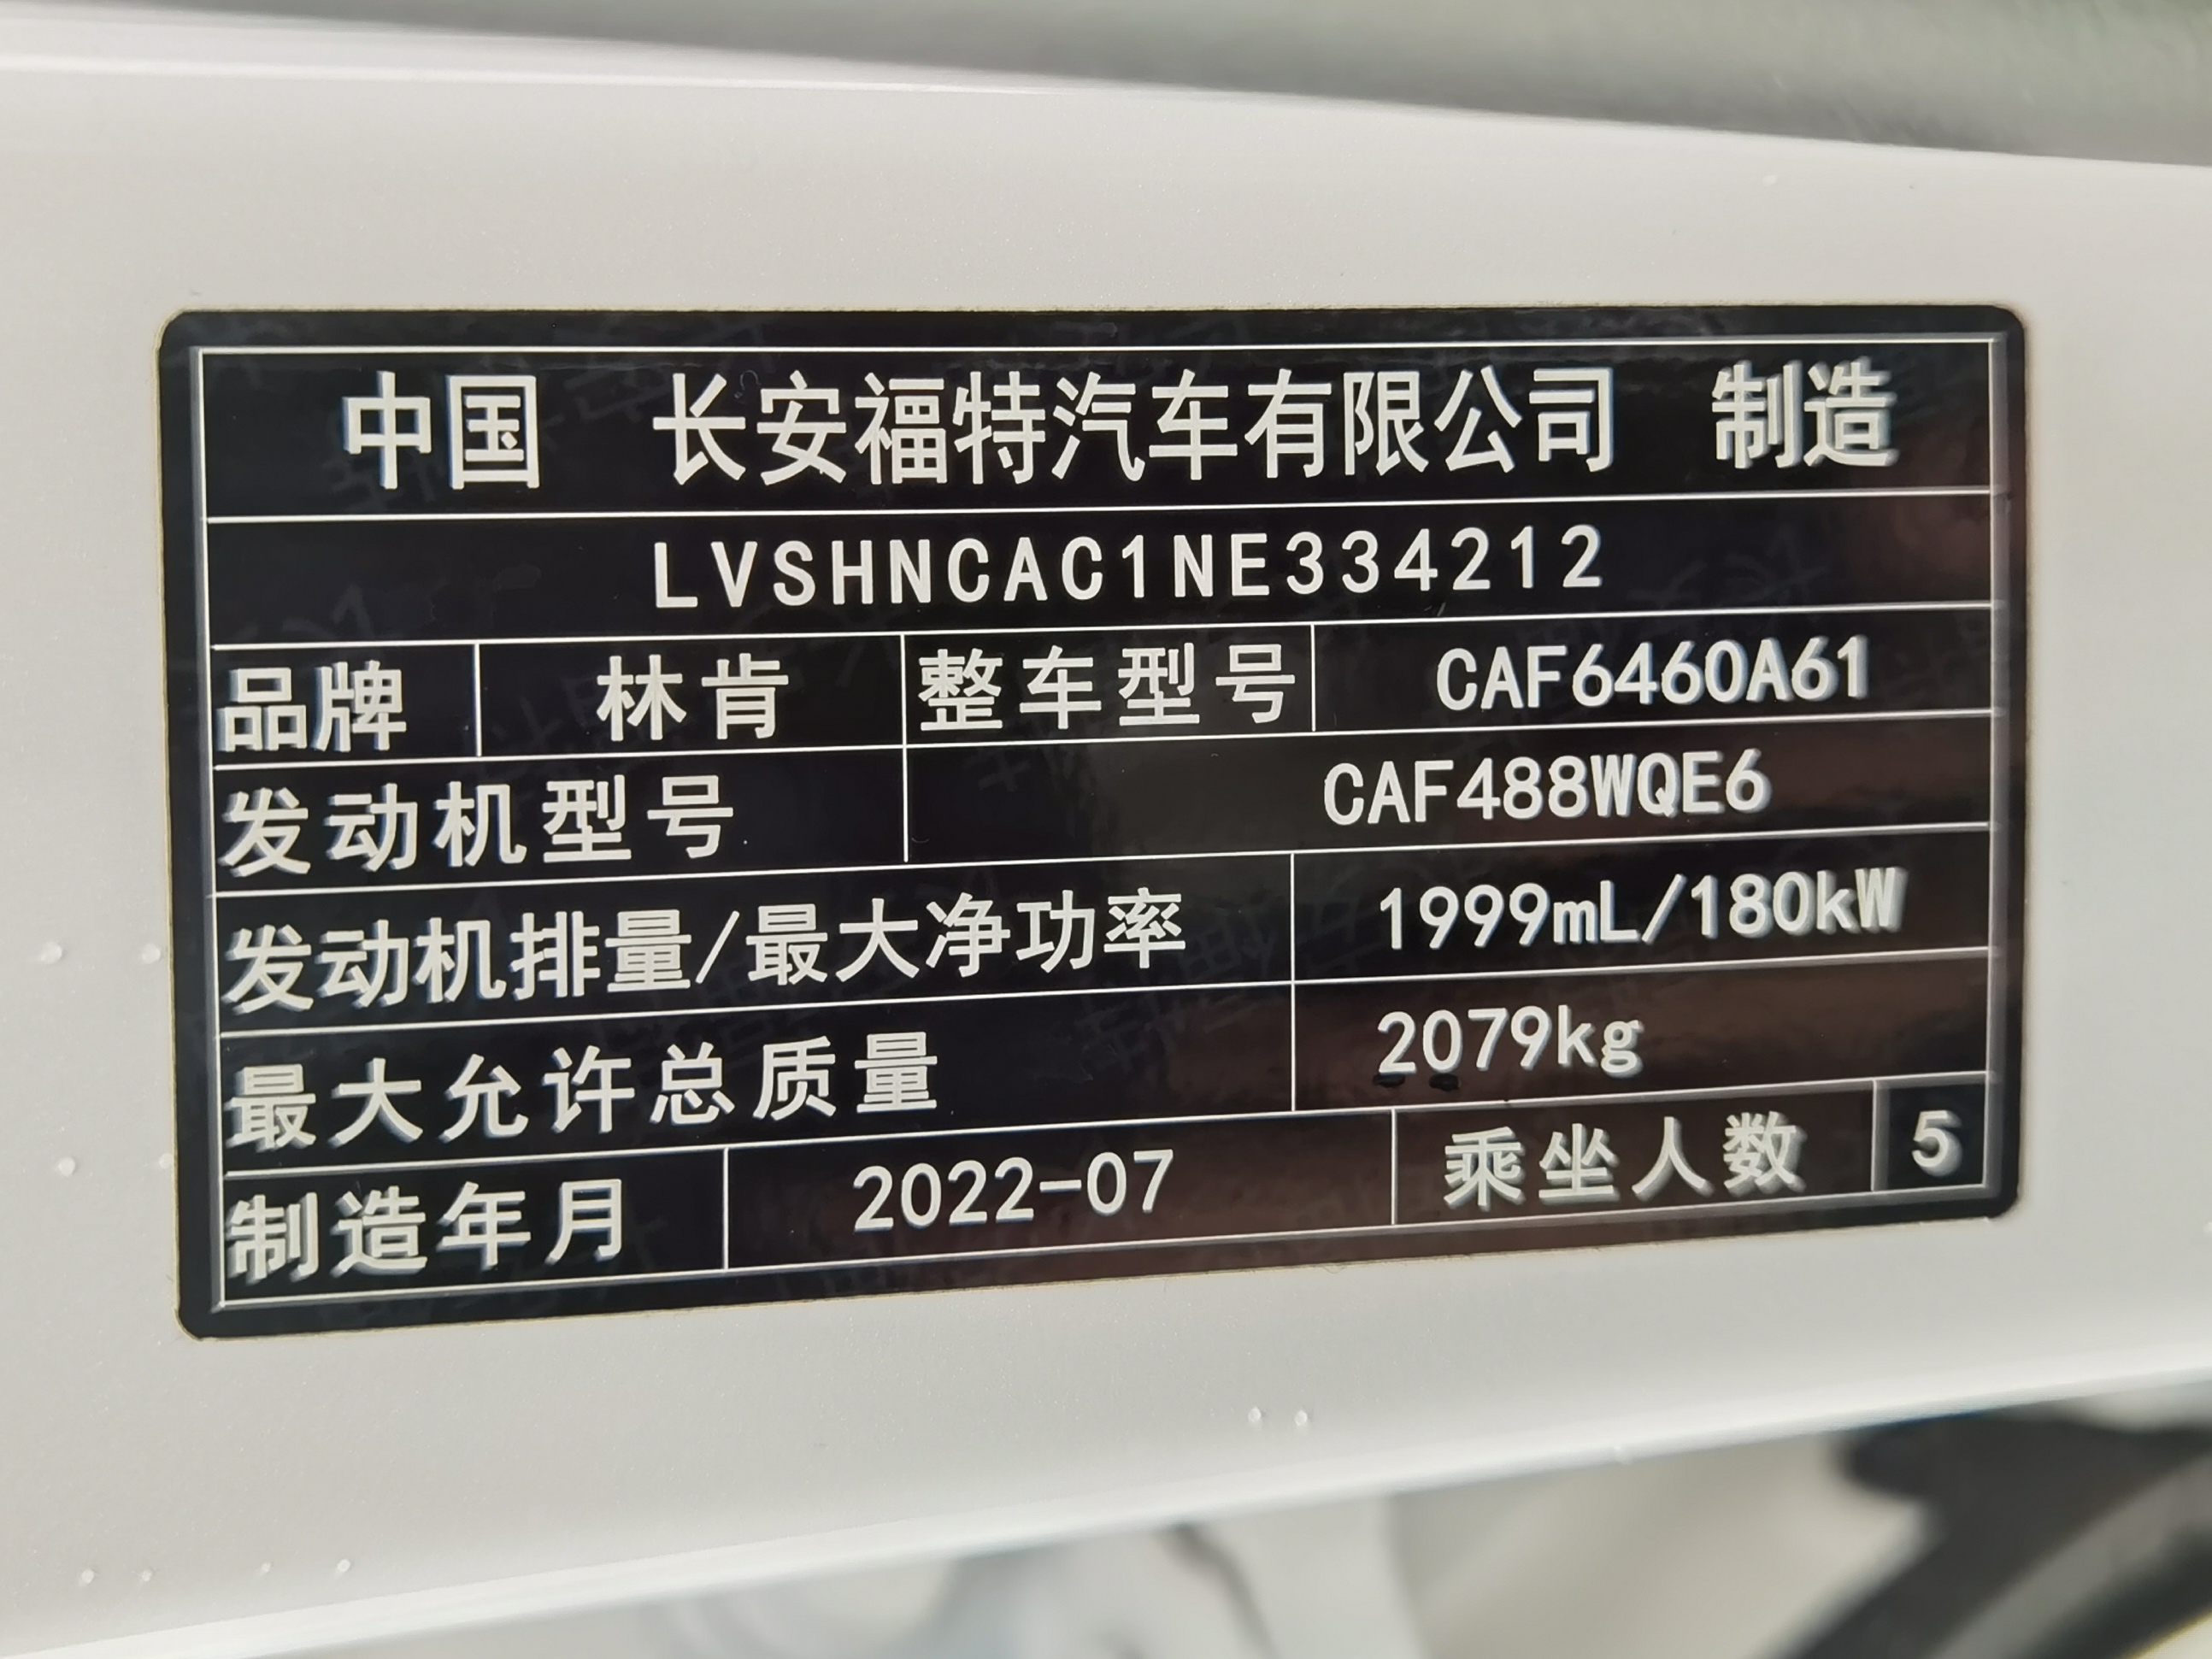 中国 长安福特汽车有限公司 制造
LVSHNCAC1NE334212
品牌 林肯 整车型号 CAF6460A61
发动机型号 CAF488WQE6
发动机排量/最大净功率 1999mL/180kW
最大允许总质量 2079kg
制造年月 2022-07 乘坐人数 5